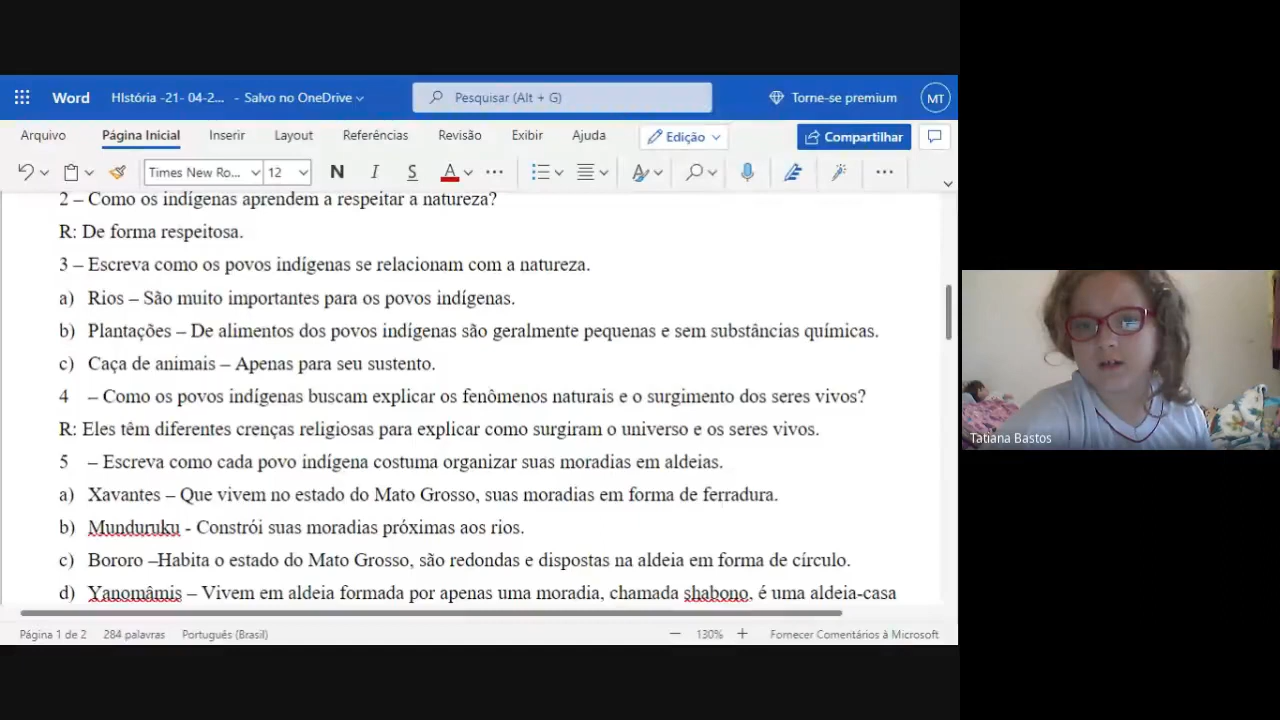 Word
HIstória -21- 04-2... - Salvo no OneDrive
Pesquisar (Alt + G)
Torne-se premium
MT
Arquivo Página Inicial Inserir Layout Referências Revisão Exibir Ajuda Edição Compartilhar
Times New Ro... 12 N I S A
2 – Como os indígenas aprendem a respeitar a natureza?
R: De forma respeitosa.
3 – Escreva como os povos indígenas se relacionam com a natureza.
a) Rios – São muito importantes para os povos indígenas.
b) Plantações – De alimentos dos povos indígenas são geralmente pequenas e sem substâncias químicas.
c) Caça de animais – Apenas para seu sustento.
4 – Como os povos indígenas buscam explicar os fenômenos naturais e o surgimento dos seres vivos?
R: Eles têm diferentes crenças religiosas para explicar como surgiram o universo e os seres vivos.
5 – Escreva como cada povo indígena costuma organizar suas moradias em aldeias.
a) Xavantes – Que vivem no estado do Mato Grosso, suas moradias em forma de ferradura.
b) Munduruku - Constrói suas moradias próximas aos rios.
c) Bororo –Habita o estado do Mato Grosso, são redondas e dispostas na aldeia em forma de círculo.
d) Yanomâmis – Vivem em aldeia formada por apenas uma moradia, chamada shabono, é uma aldeia-casa
Página 1 de 2 284 palavras Português (Brasil) 130% Fornecer Comentários à Microsoft
Tatiana Bastos